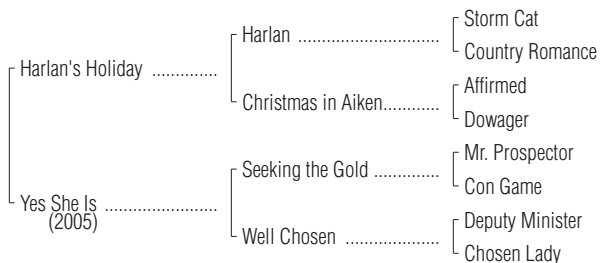 Storm Cat
Harlan ......................................
Country Romance
Harlan's Holiday .............
Affirmed
Christmas in Aiken...............
Dowager
Mr. Prospector
Seeking the Gold .................
Con Game
Yes She Is .......................
(2005)
Deputy Minister
Well Chosen ........................
Chosen Lady